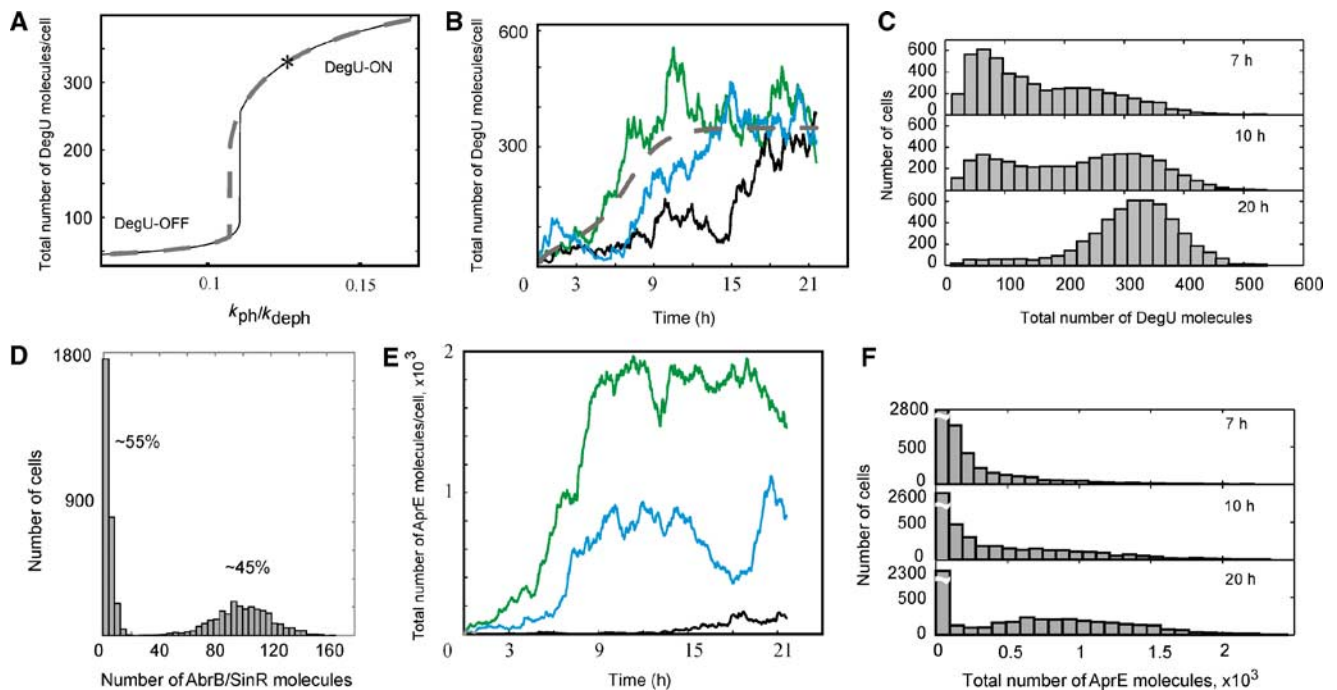 A
Total number of DegU molecules/cell
300
200
100
DegU-ON
*
DegU-OFF
0.1
0.15
kph/kdeph
B
Total number of DegU molecules/cell
600
300
0
3
9
15
21
Time (h)
C
Number of cells
600
400
200
0
7 h
600
400
200
0
10 h
600
400
200
0
20 h
0
100
200
300
400
500
600
Total number of DegU molecules
D
Number of cells
1800
900
~55%
~45%
0
40
80
120
160
Number of AbrB/SinR molecules
E
Total number of AprE molecules/cell, x10³
2
1
0
0
3
9
15
21
Time (h)
F
Number of cells
2800
500
0
7 h
2600
500
0
10 h
2300
500
0
20 h
0
0.5
1
1.5
2
Total number of AprE molecules, x10³